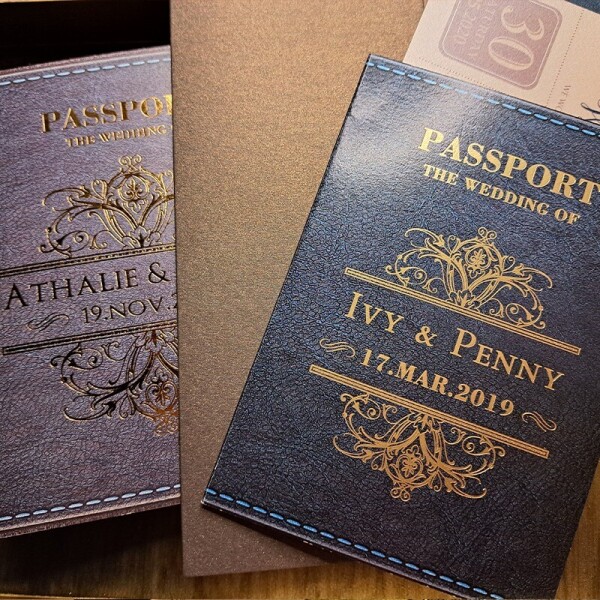 PASSPORT
THE WEDDING OF
ATHALIE &
19.NOV
PASSPORT
THE WEDDING OF
IVY & PENNY
17.MAR.2019
30